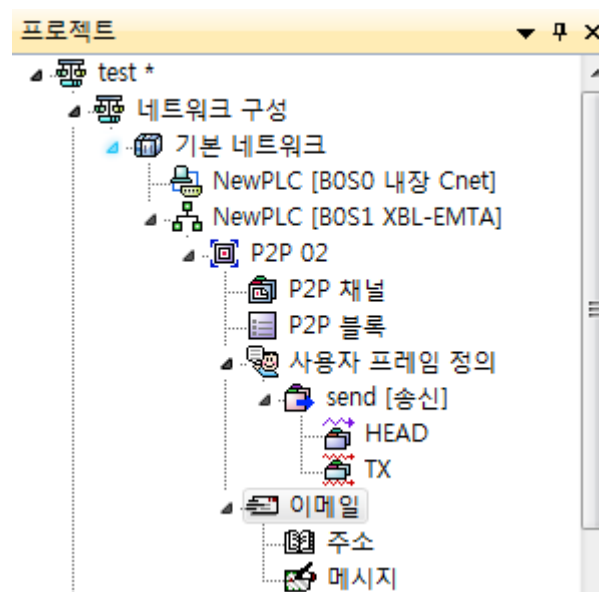 프로젝트
test *
네트워크 구성
기본 네트워크
NewPLC [B0S0 내장 Cnet]
NewPLC [B0S1 XBL-EMTA]
P2P 02
P2P 채널
P2P 블록
사용자 프레임 정의
send [송신]
HEAD
TX
이메일
주소
메시지